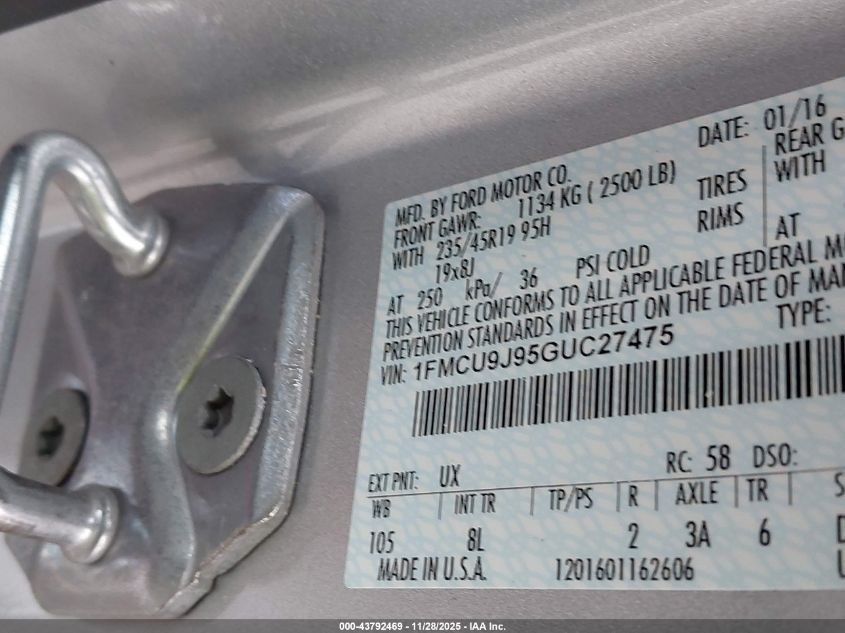 DATE: 01/16
MFD. BY FORD MOTOR CO.
FRONT GAWR: 1134 KG ( 2500 LB) REAR
WITH 235/45R19 95H TIRES WITH
19x8J RIMS
AT 250 kPa/ 36 PSI COLD AT
THIS VEHICLE CONFORMS TO ALL APPLICABLE FEDERAL
PREVENTION STANDARDS IN EFFECT ON THE DATE OF
VIN: 1FMCU9J95GUC27475 TYPE:
EXT PNT: UX RC: 58 DSO:
WB INT TR TP/PS R AXLE TR
105 8L 2 3A 6
MADE IN U.S.A. 1201601162606
000-43792469 - 11/28/2025 - IAA Inc.